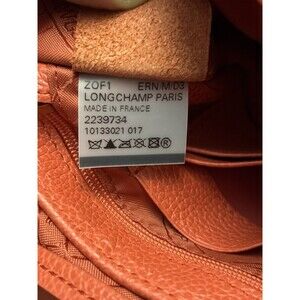 ZOF1 ERN/M/D3
LONGCHAMP PARIS
MADE IN FRANCE
2239734
10133021 017